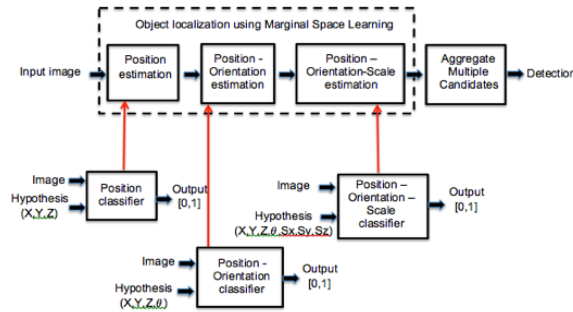 Object localization using Marginal Space Learning
Input image
Position
estimation
Position -
Orientation
estimation
Position –
Orientation-Scale
estimation
Aggregate
Multiple
Candidates
Detection
Image
Hypothesis
(X,Y,Z)
Position
classifier
Output
[0,1]
Image
Hypothesis
(X,Y,Z,θ,Sx,Sy,Sz)
Position –
Orientation –
Scale
classifier
Output
[0,1]
Image
Hypothesis
(X,Y,Z,θ)
Position -
Orientation
classifier
Output
[0,1]